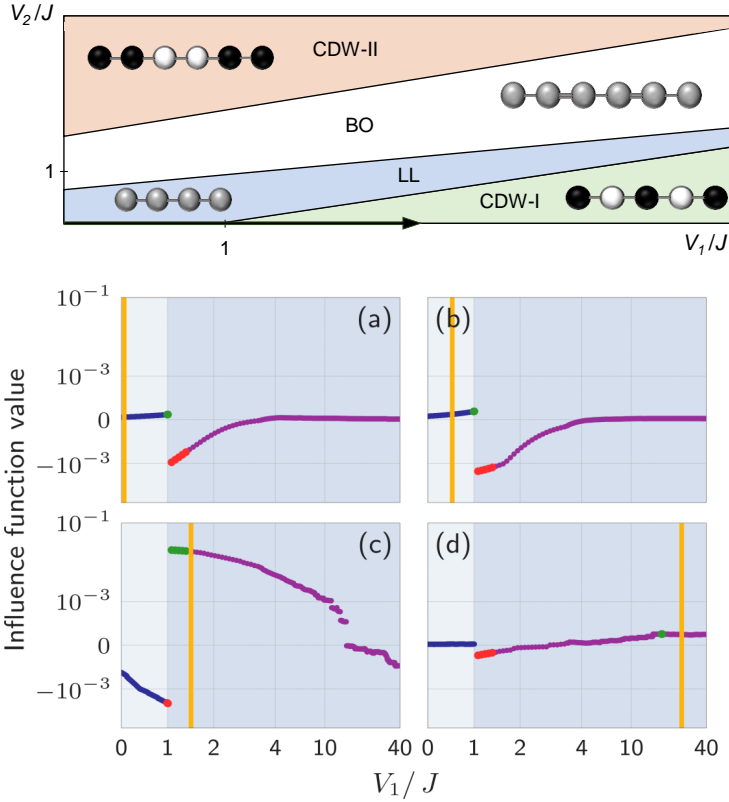 V₂/J
CDW-II
BO
1
LL
CDW-I
1
V₁/J
Influence function value
10⁻¹
10⁻³
0
−10⁻³
(a)
(b)
10⁻¹
10⁻³
0
−10⁻³
(c)
(d)
0 1 2 4 10 40
0 1 2 4 10 40
V₁/ J